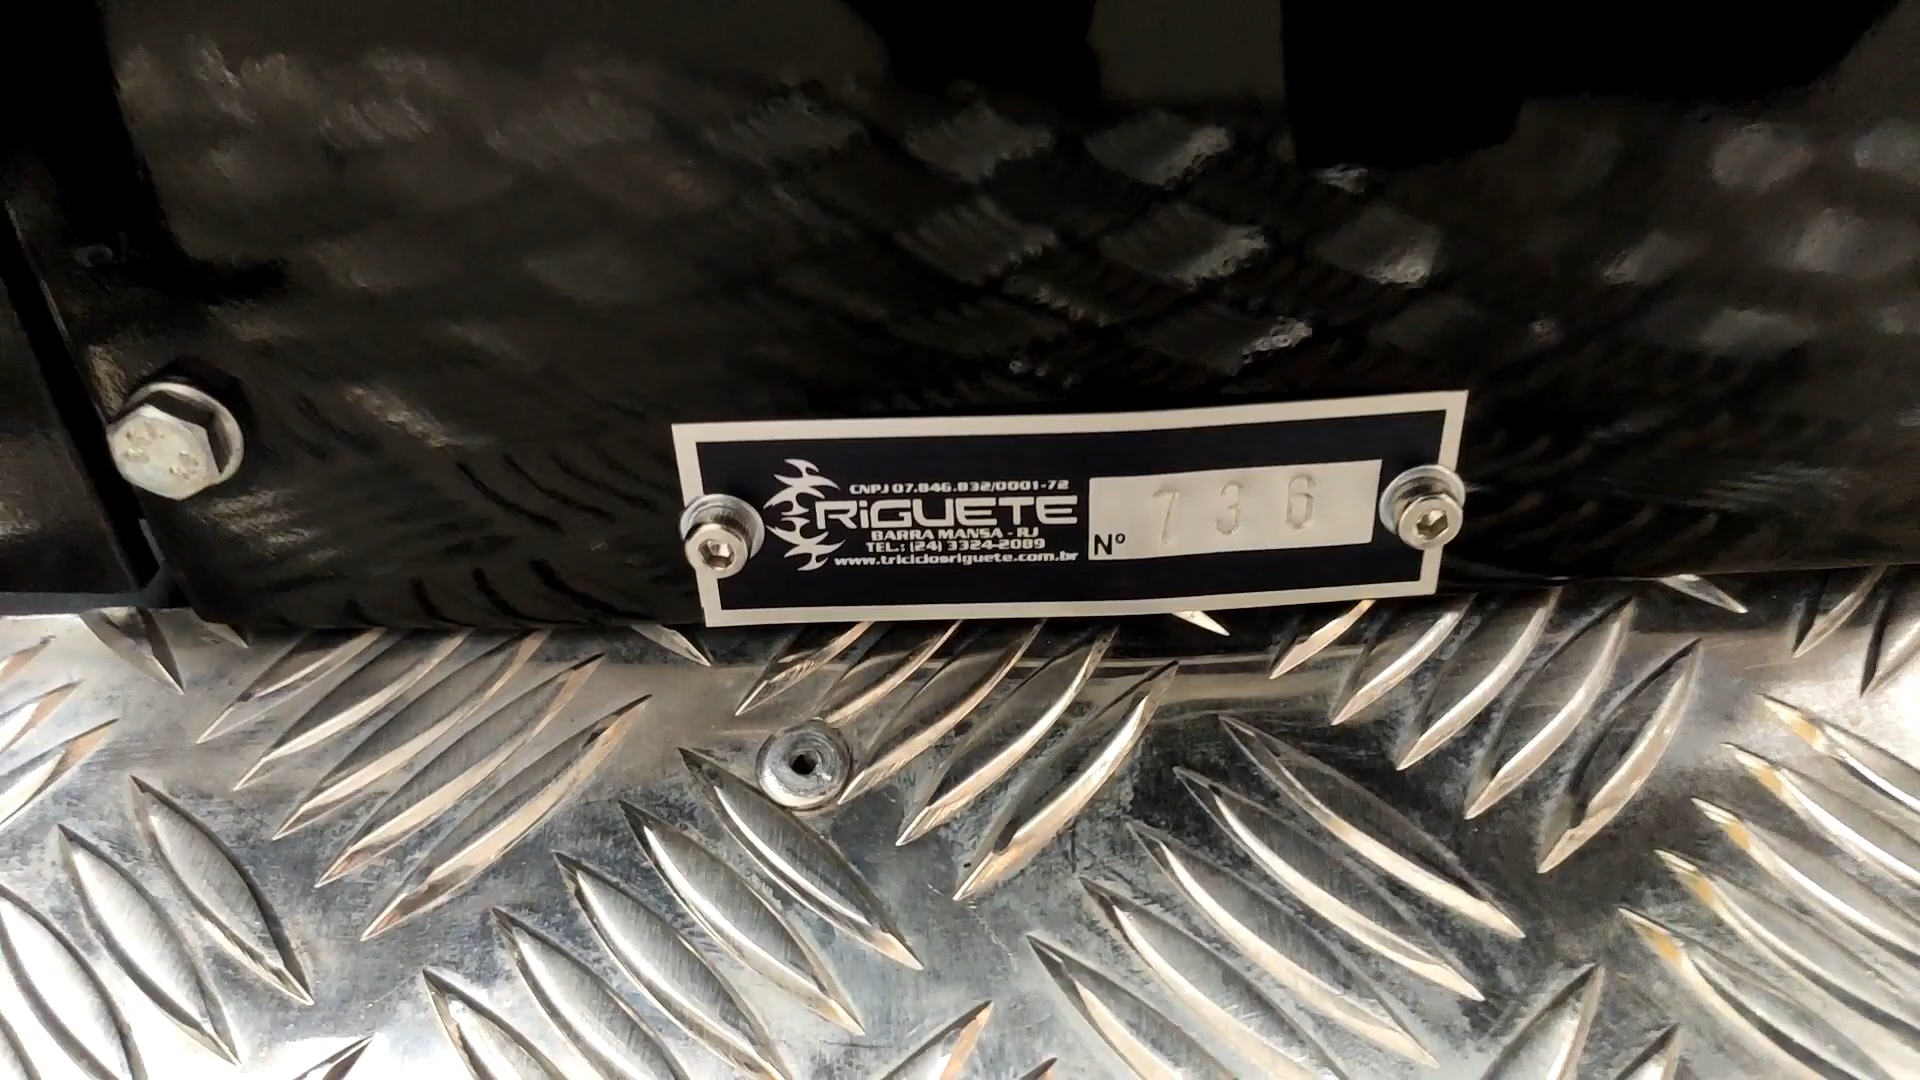 CNPJ 07.846.832/0001-72
RiGUETE
BARRA MANSA - RJ
TEL.: (24) 3324-2089
www.triciclosriguete.com.br
Nº 736